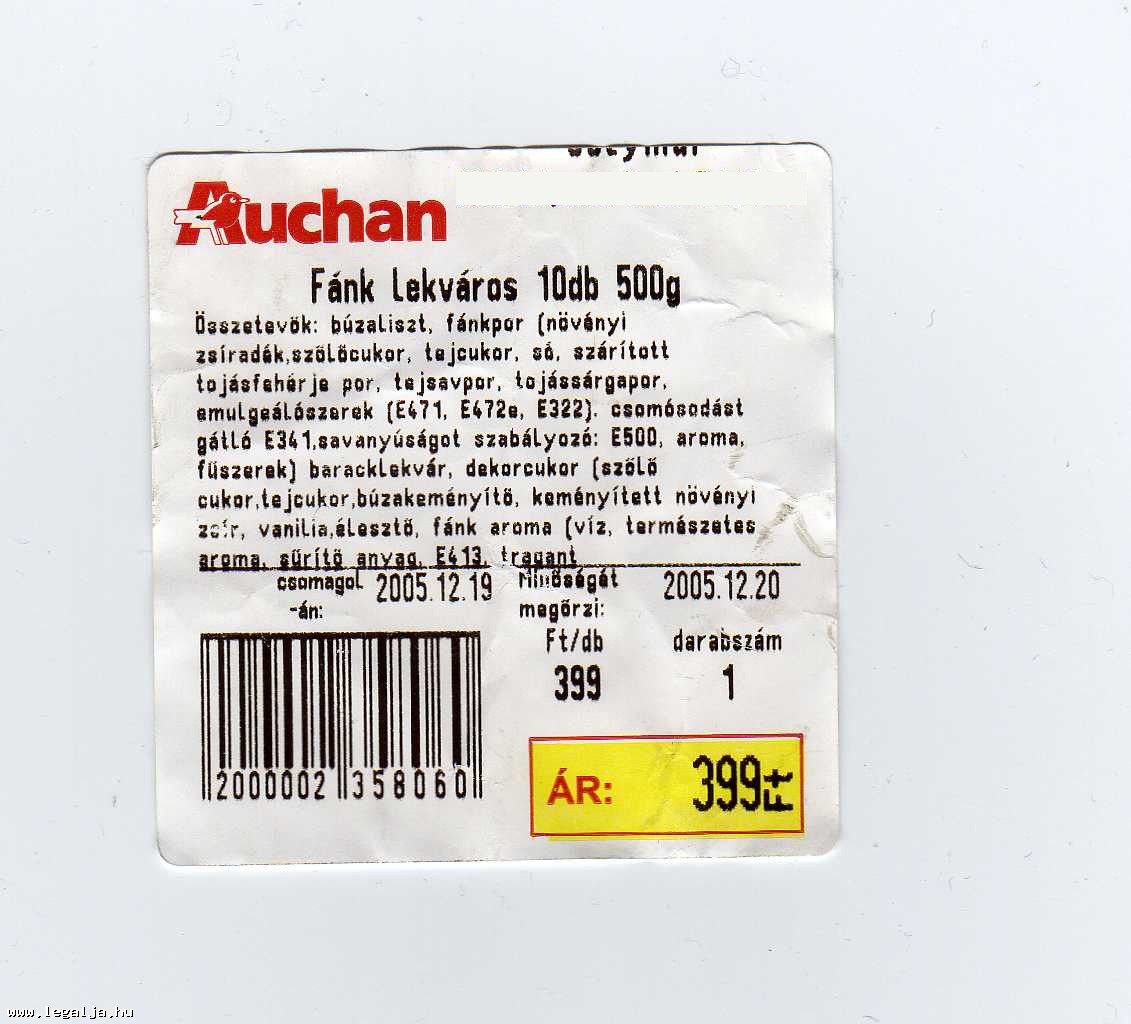 Auchan
Fánk lekváros 10db 500g
Összetevők: búzaliszt, fánkpor (növényi
zsíradék,szőlőcukor, tejcukor, só, szárított
tojásfehérje por, tejsavpor, tojássárgapor,
emulgeálószerek (E471, E472e, E322). csomósodást
gátló E341.savanyúságot szabályozó: E500, aroma,
fűszerek) baracklekvár, dekorcukor (szőlő
cukor,tejcukor,búzakeményítő, keményített növényi
zsír, vanilia,élesztő, fánk aroma (víz, természetes
aroma, sűrítő anyag, E413, tragant
csomagol 2005.12.19 Minőségét 2005.12.20
-án: megőrzi:
Ft/db darabszám
399 1
2000002 358060
ÁR: 399Ft
www.legalja.hu